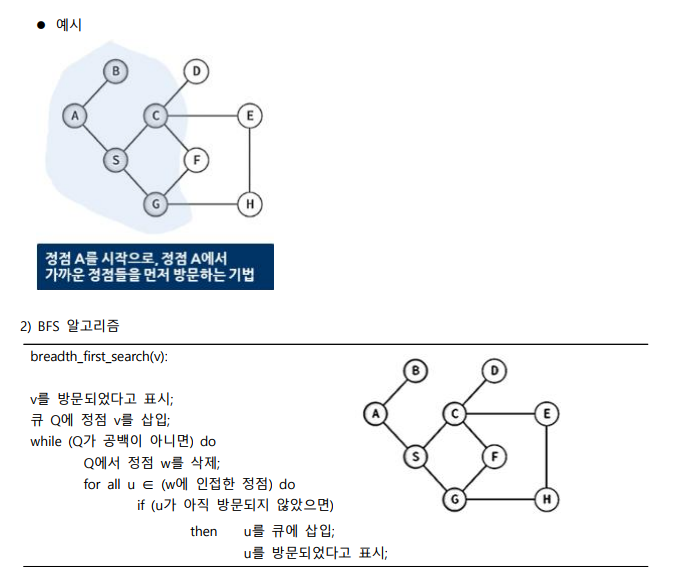 ● 예시
B
D
A
C
E
S
F
G
H
정점 A를 시작으로, 정점 A에서
가까운 정점들을 먼저 방문하는 기법
2) BFS 알고리즘
breadth_first_search(v):
v를 방문되었다고 표시;
큐 Q에 정점 v를 삽입;
while (Q가 공백이 아니면) do
Q에서 정점 w를 삭제;
for all u ∈ (w에 인접한 정점) do
if (u가 아직 방문되지 않았으면)
then u를 큐에 삽입;
u를 방문되었다고 표시;
B
D
A
C
E
S
F
G
H